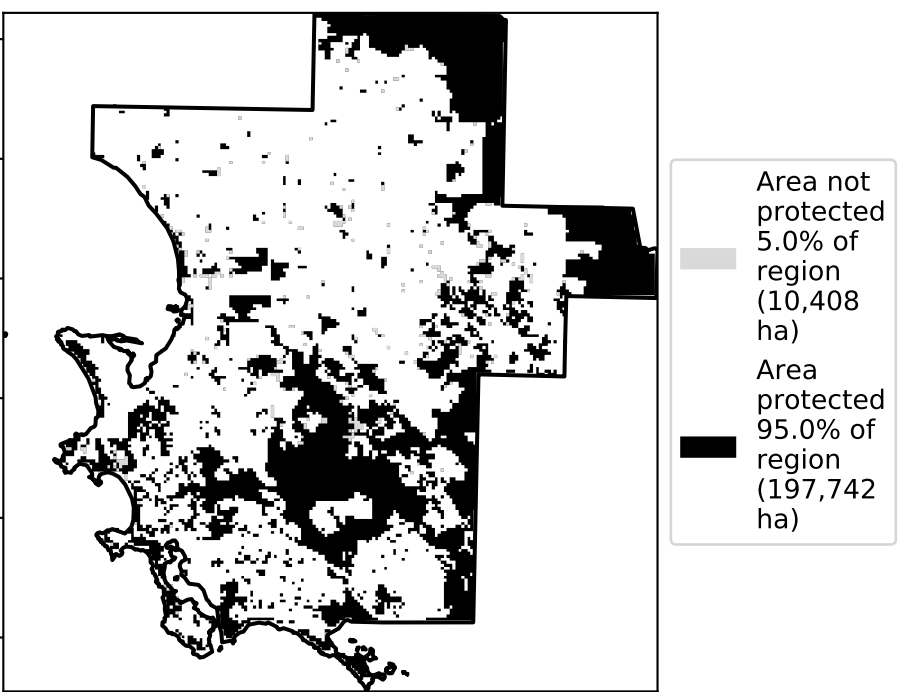 Area not
protected
5.0% of
region
(10,408
ha)
Area
protected
95.0% of
region
(197,742
ha)